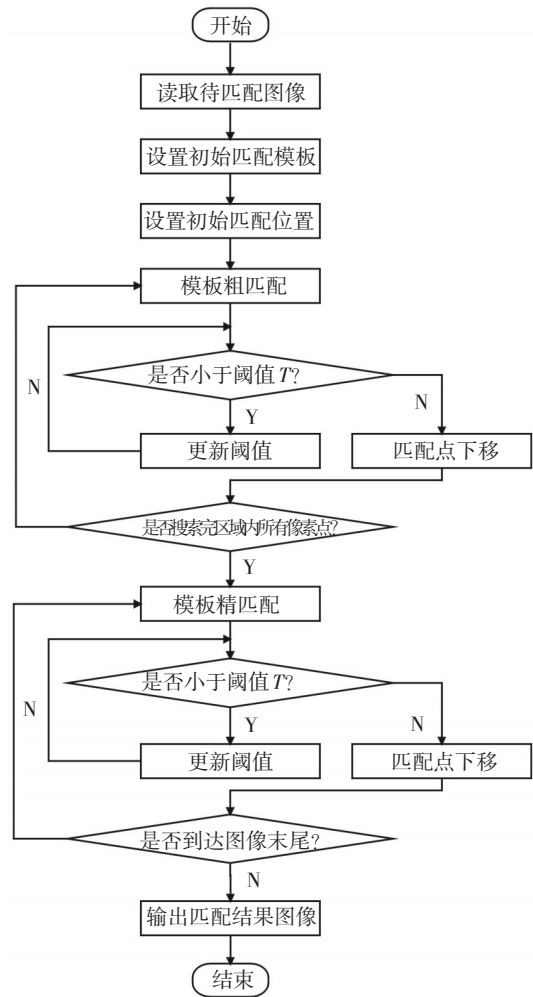 开始
读取待匹配图像
设置初始匹配模板
设置初始匹配位置
模板粗匹配
是否小于阈值T?
N
N
Y
更新阈值
匹配点下移
是否搜索完区域内所有像素点?
Y
模板精匹配
是否小于阈值T?
N
N
Y
更新阈值
匹配点下移
是否到达图像末尾?
N
输出匹配结果图像
结束